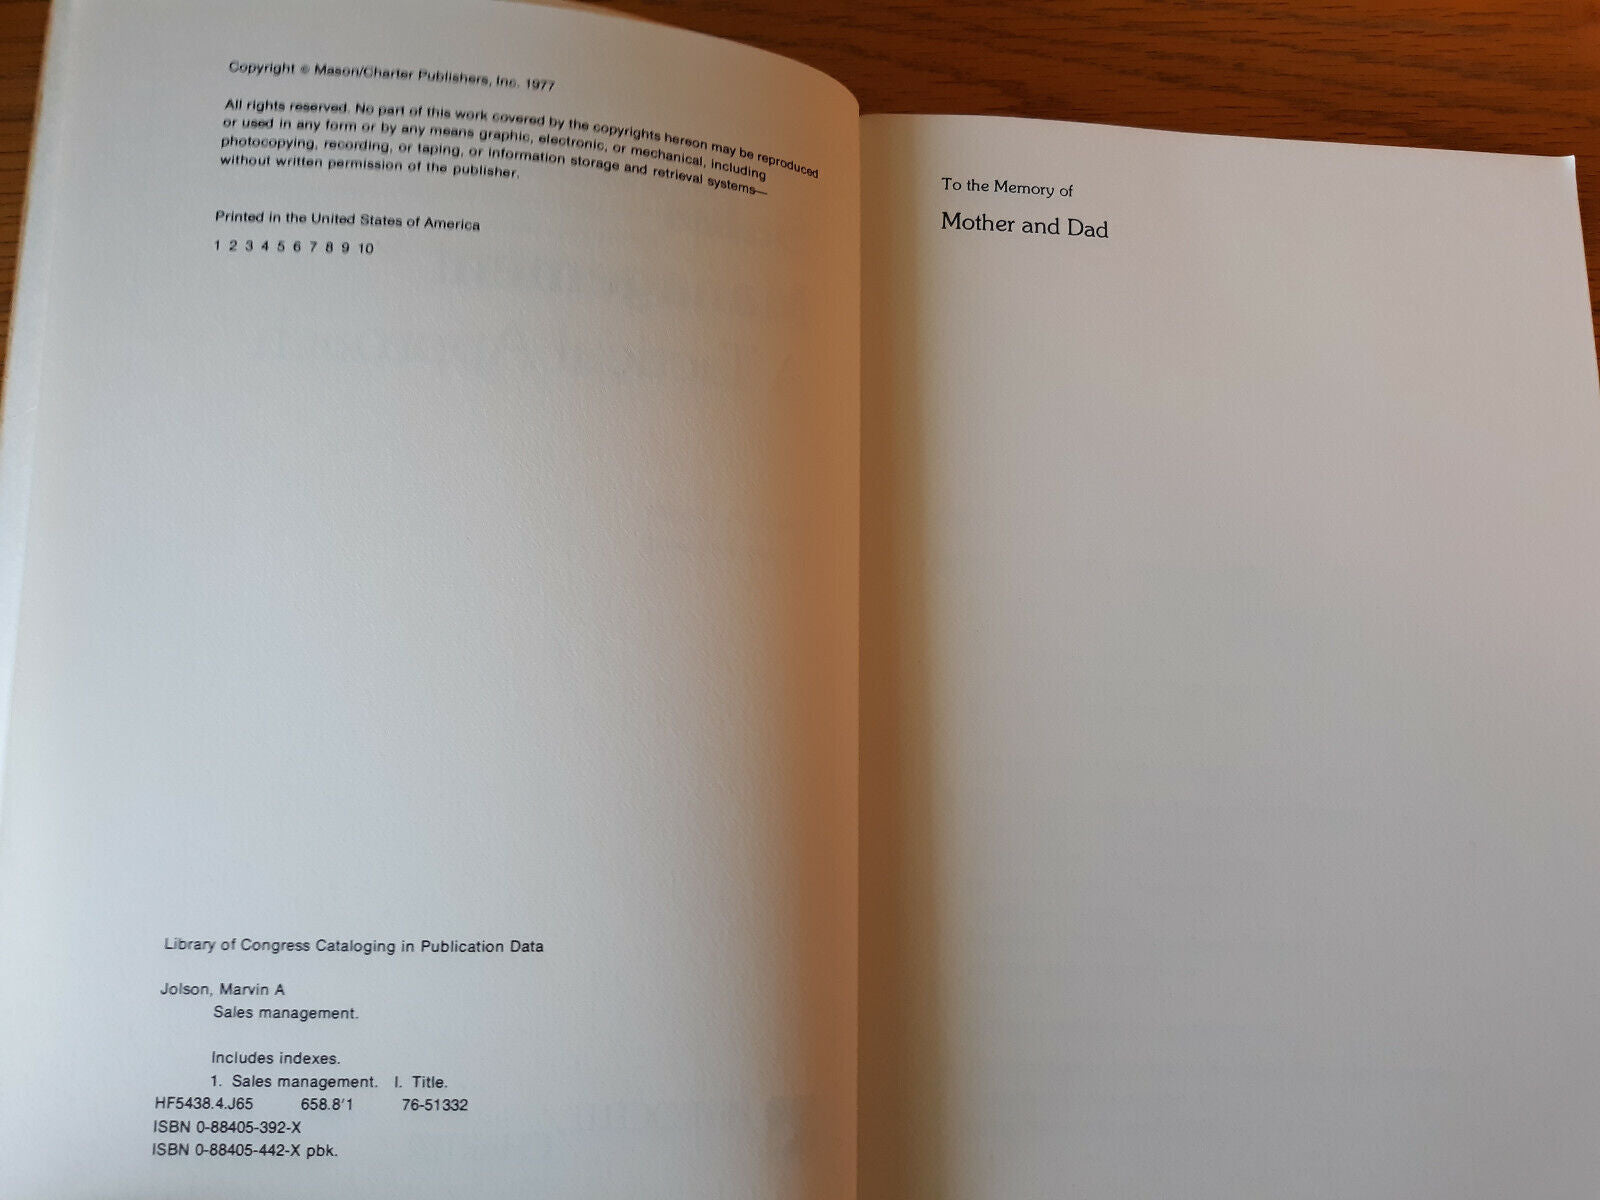 Copyright © Mason/Charter Publishers, Inc. 1977
All rights reserved. No part of this work covered by the copyrights hereon may be reproduced
or used in any form or by any means graphic, electronic, or mechanical, including
photocopying, recording, or taping, or information storage and retrieval systems—
without written permission of the publisher.
Printed in the United States of America
1 2 3 4 5 6 7 8 9 10
Library of Congress Cataloging in Publication Data
Jolson, Marvin A
Sales management.
Includes indexes.
1. Sales management. I. Title.
HF5438.4.J65 658.8'1 76-51332
ISBN 0-88405-392-X
ISBN 0-88405-442-X pbk.
To the Memory of
Mother and Dad